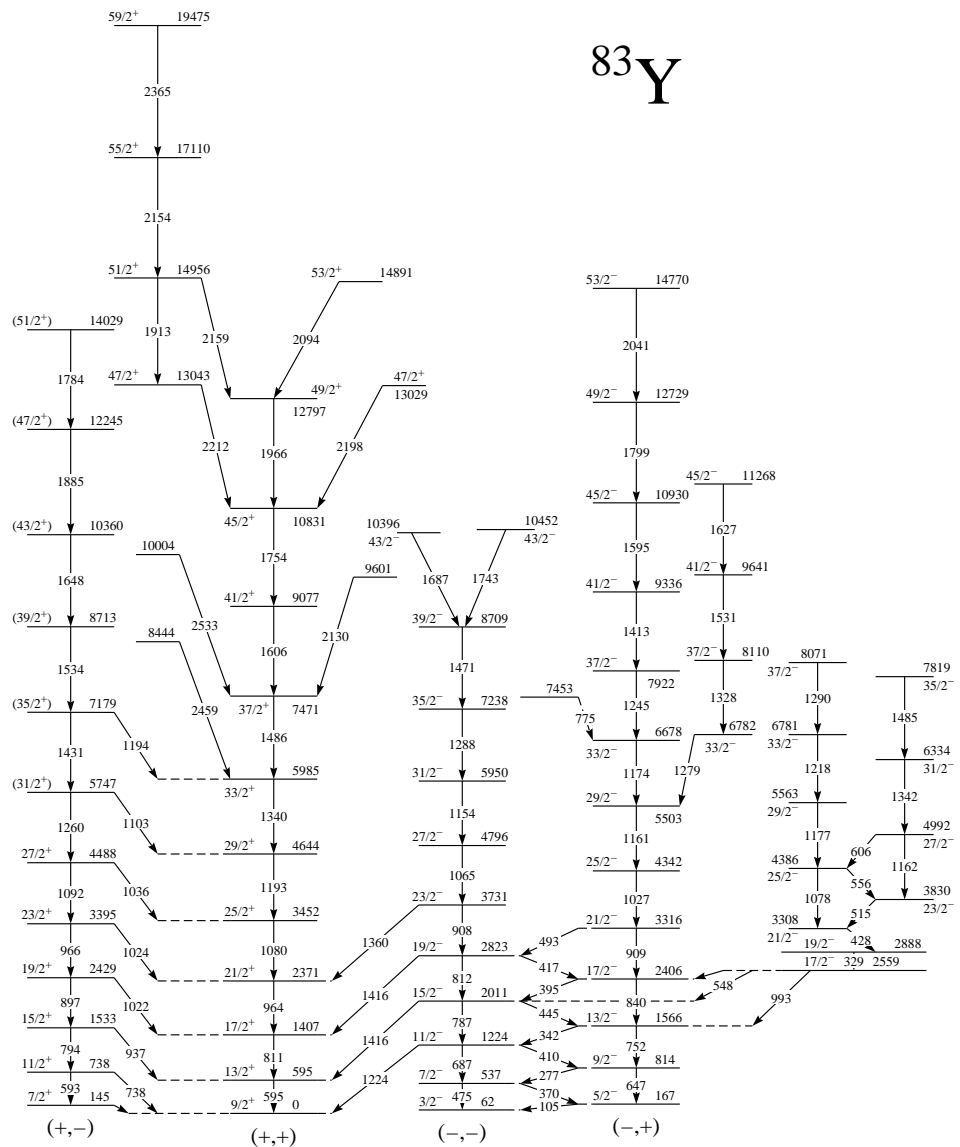 59/2+ 19475
83Y
2365
55/2+ 17110
2154
51/2+ 14956 53/2+ 14891 53/2− 14770
(51/2+) 14029
1913 2159 2094 2041
1784
47/2+ 13043 49/2+ 12797 47/2+ 13029 49/2− 12729
(47/2+) 12245
2212 1966 2198 1799
1885
45/2− 11268
45/2+ 10831 45/2− 10930
(43/2+) 10360 10396 43/2− 10452 43/2−
10004 1754 1687 1743 1595 1627
1648 9601
41/2+ 9077 41/2− 9336 41/2− 9641
(39/2+) 8713 8444 39/2− 8709
2533 1606 2130 1413 1531
1534 2459 1471
37/2− 8110 8071 37/2− 7819 35/2−
37/2+ 7471 7453 37/2− 7922
(35/2+) 7179 35/2− 7238
1194 1486 775 1245 1328 1290 1485
1431 1288
33/2− 6678 6782 33/2− 6781 33/2− 6334 31/2−
33/2+ 5985 31/2− 5950
(31/2+) 5747
1103 1340 1154 1174 1279 1218 1342
1260
29/2− 5503 5563 29/2−
29/2+ 4644 27/2− 4796 4992 27/2−
27/2+ 4488
1036 1193 1065 1161 1177 606 1162
1092
25/2− 4342 4386 25/2−
23/2+ 3395 25/2+ 3452 23/2− 3731 3830 23/2−
1024 1080 1360 908 1027 1078 556 515
966
21/2− 3316 3308 21/2−
493 428
19/2+ 2429 21/2+ 2371 19/2− 2823 19/2− 2888
909 17/2− 329 2559
897 1022 964 1416 812 417 17/2− 2406
395 548 993
15/2+ 1533 17/2+ 1407 15/2− 2011 840
445
794 937 811 1416 787 342 13/2− 1566
11/2+ 738 13/2+ 595 11/2− 1224 752
410
593 738 595 1224 687 277 9/2− 814
7/2− 537 647
370
7/2+ 145 9/2+ 0 475 105 5/2− 167
3/2− 62
(+,−) (+,+) (−,−) (−,+)